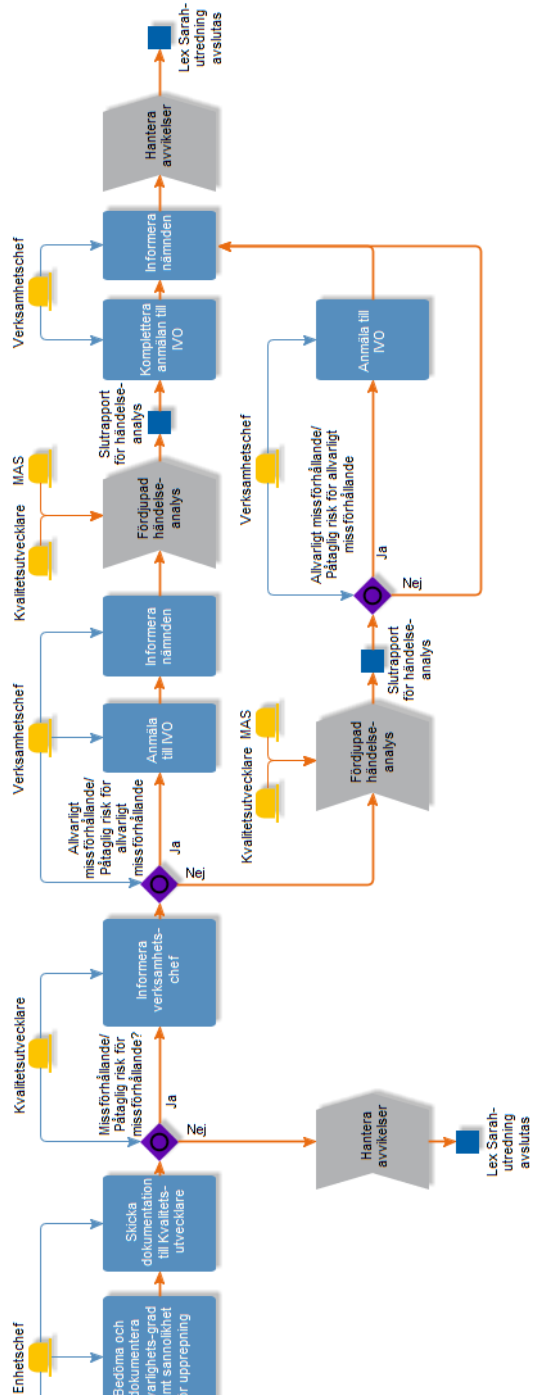 Enhetschef
Bedöma och
dokumentera
varlighets-grad
mt sannolikhet
or upprepning
Skicka
dokumentation
till Kvalitets-
utvecklare
Kvalitetsutvecklare
Missförhållande/
Påtaglig risk för
missförhållande?
Ja
Nej
Hantera
avvikelser
Lex Sarah-
utredning
avslutas
Informera
verksamhets-
chef
Verksamhetschef
Allvarligt
missförhållande/
Påtaglig risk för
allvarligt
missförhållande
Ja
Nej
Anmäla
till IVO
Informera
nämnden
Kvalitetsutvecklare
MAS
Fördjupad
händelse-
analys
Slutrapport
för händelse-
analys
Verksamhetschef
Komplettera
anmälan till
IVO
Informera
nämnden
Hantera
avvikelser
Lex Sarah-
utredning
avslutas
Kvalitetsutvecklare
MAS
Fördjupad
händelse-
analys
Slutrapport
för händelse-
analys
Verksamhetschef
Allvarligt missförhållande/
Påtaglig risk för allvarligt
missförhållande
Ja
Nej
Anmäla till
IVO